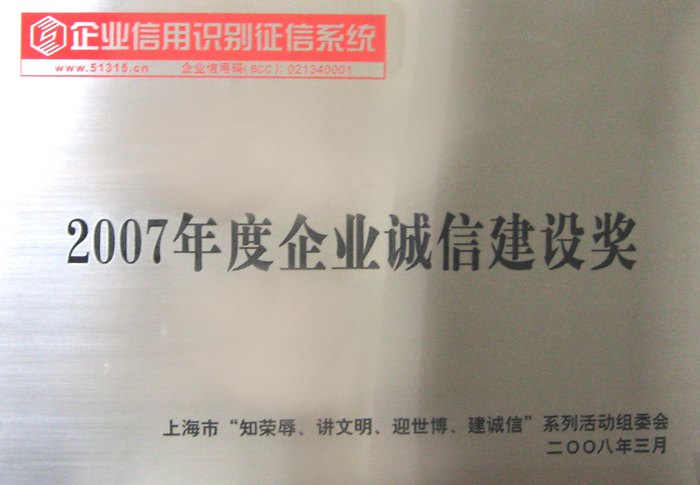 企业信用识别征信系统
www.51315.cn 企业信用码(BCC): 021340001
2007年度企业诚信建设奖
上海市“知荣辱、讲文明、迎世博、建诚信”系列活动组委会
二〇〇八年三月